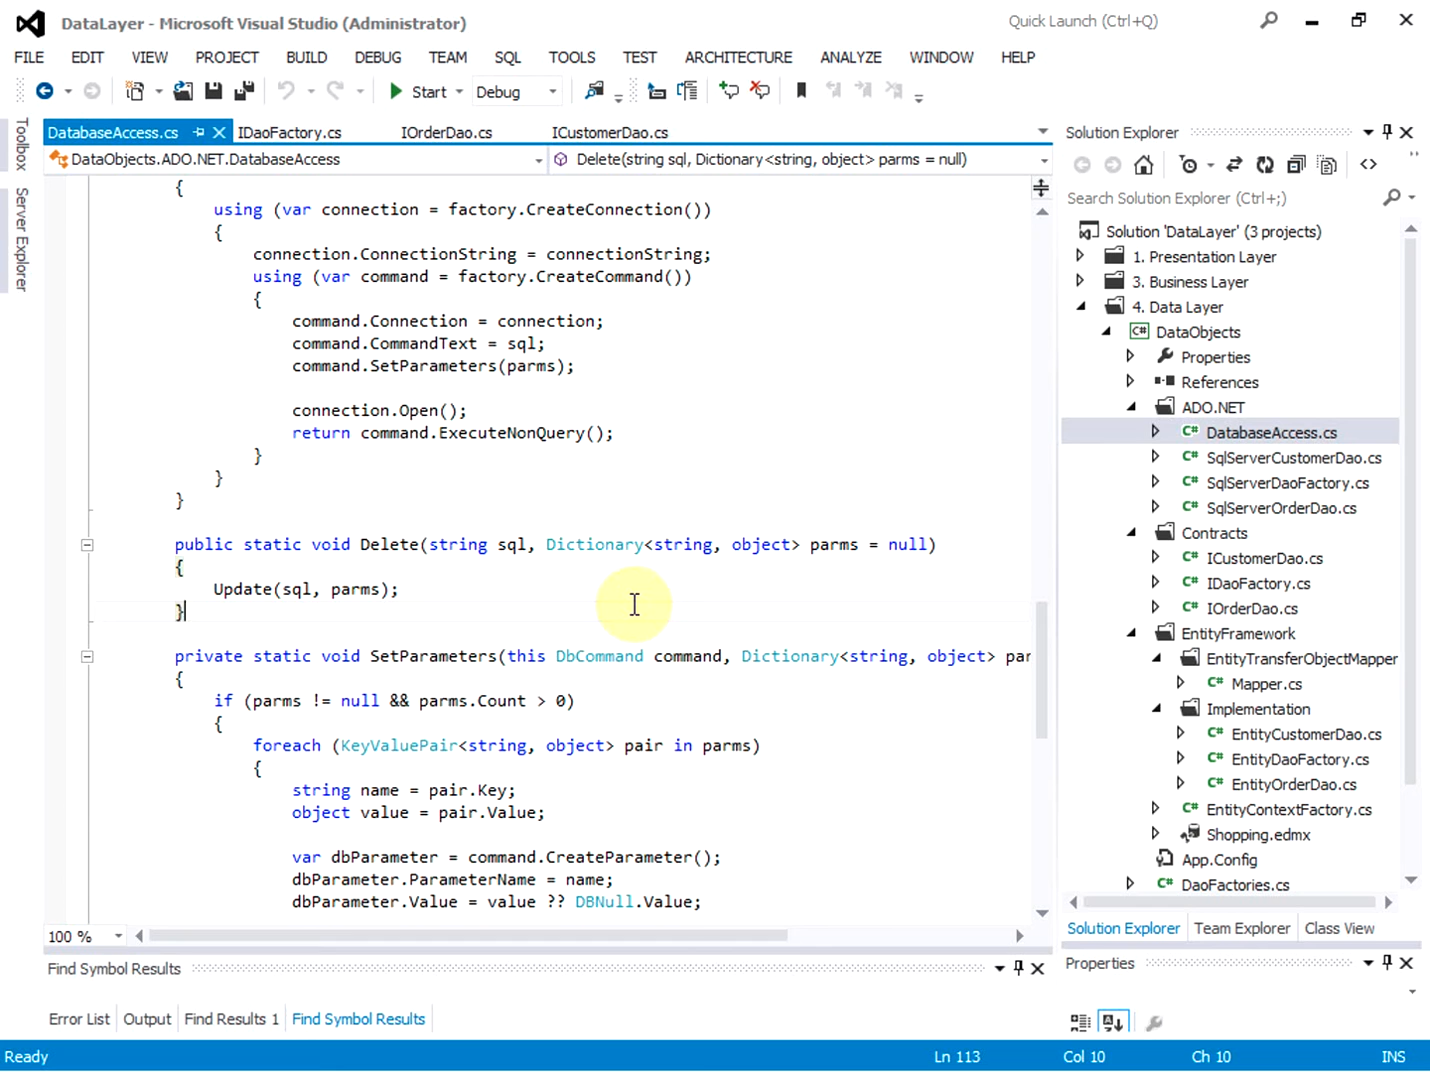 DataLayer - Microsoft Visual Studio (Administrator)
Quick Launch (Ctrl+Q)
FILE EDIT VIEW PROJECT BUILD DEBUG TEAM SQL TOOLS TEST ARCHITECTURE ANALYZE WINDOW HELP
Start Debug
Toolbox
Server Explorer
DatabaseAccess.cs IDaoFactory.cs IOrderDao.cs ICustomerDao.cs
DataObjects.ADO.NET.DatabaseAccess Delete(string sql, Dictionary<string, object> parms = null)
{
using (var connection = factory.CreateConnection())
{
connection.ConnectionString = connectionString;
using (var command = factory.CreateCommand())
{
command.Connection = connection;
command.CommandText = sql;
command.SetParameters(parms);
connection.Open();
return command.ExecuteNonQuery();
}
}
}
public static void Delete(string sql, Dictionary<string, object> parms = null)
{
Update(sql, parms);
}
private static void SetParameters(this DbCommand command, Dictionary<string, object> par
{
if (parms != null && parms.Count > 0)
{
foreach (KeyValuePair<string, object> pair in parms)
{
string name = pair.Key;
object value = pair.Value;
var dbParameter = command.CreateParameter();
dbParameter.ParameterName = name;
dbParameter.Value = value ?? DBNull.Value;
100 %
Solution Explorer
Search Solution Explorer (Ctrl+;)
Solution 'DataLayer' (3 projects)
1. Presentation Layer
3. Business Layer
4. Data Layer
C# DataObjects
Properties
References
ADO.NET
C# DatabaseAccess.cs
C# SqlServerCustomerDao.cs
C# SqlServerDaoFactory.cs
C# SqlServerOrderDao.cs
Contracts
C# ICustomerDao.cs
C# IDaoFactory.cs
C# IOrderDao.cs
EntityFramework
EntityTransferObjectMapper
C# Mapper.cs
Implementation
C# EntityCustomerDao.cs
C# EntityDaoFactory.cs
C# EntityOrderDao.cs
C# EntityContextFactory.cs
Shopping.edmx
App.Config
C# DaoFactories.cs
Solution Explorer Team Explorer Class View
Find Symbol Results
Properties
Error List Output Find Results 1 Find Symbol Results
Ready Ln 113 Col 10 Ch 10 INS